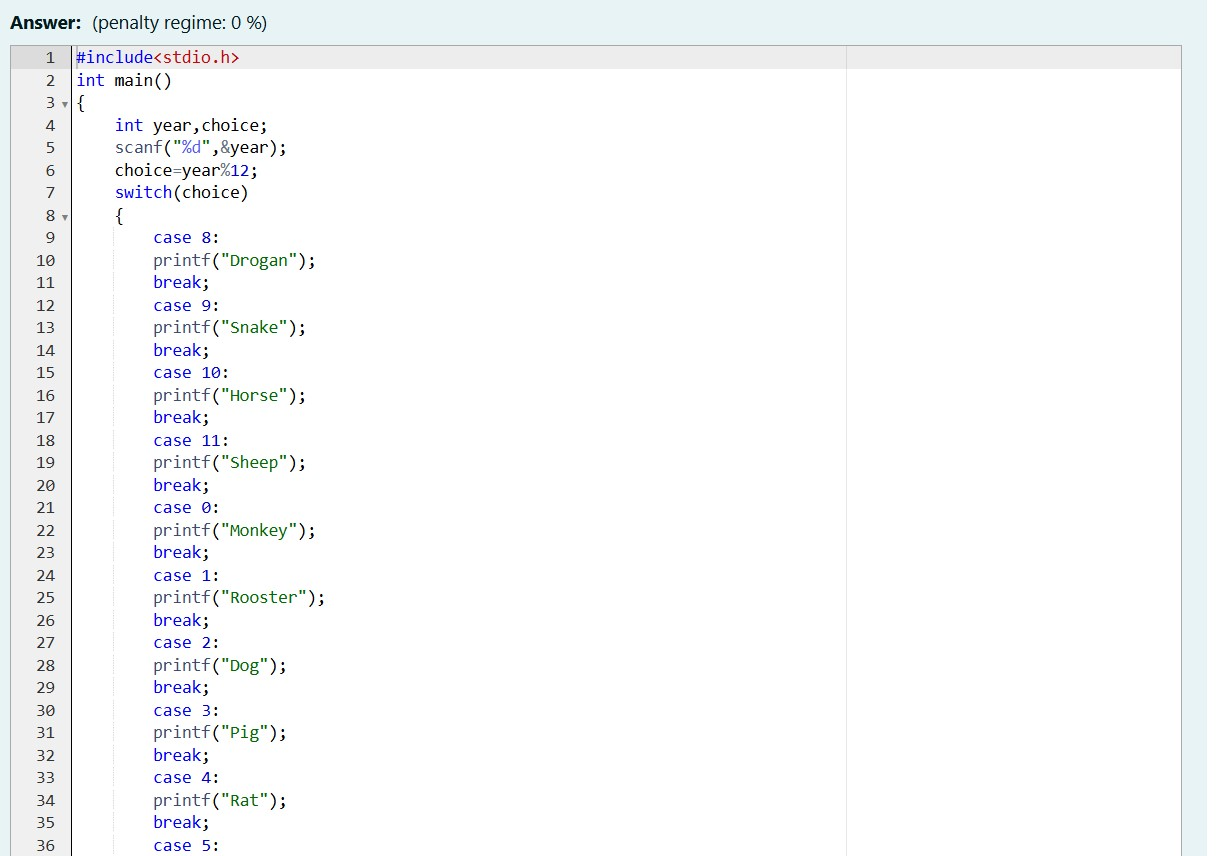 Answer: (penalty regime: 0 %)
1 #include<stdio.h>
2 int main()
3 {
4 int year,choice;
5 scanf("%d",&year);
6 choice=year%12;
7 switch(choice)
8 {
9 case 8:
10 printf("Drogan");
11 break;
12 case 9:
13 printf("Snake");
14 break;
15 case 10:
16 printf("Horse");
17 break;
18 case 11:
19 printf("Sheep");
20 break;
21 case 0:
22 printf("Monkey");
23 break;
24 case 1:
25 printf("Rooster");
26 break;
27 case 2:
28 printf("Dog");
29 break;
30 case 3:
31 printf("Pig");
32 break;
33 case 4:
34 printf("Rat");
35 break;
36 case 5: